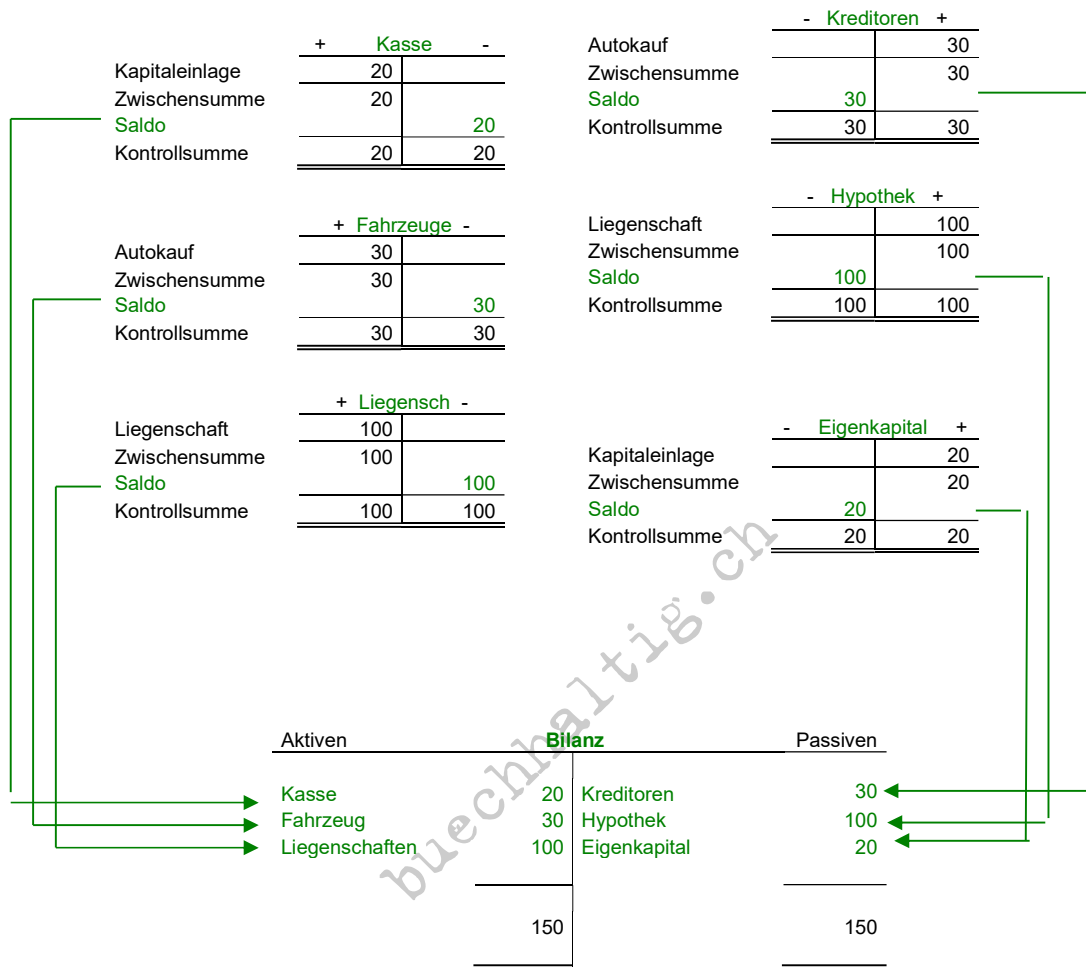 + Kasse -
Kapitaleinlage 20
Zwischensumme 20
Saldo 20
Kontrollsumme 20 20
+ Fahrzeuge -
Autokauf 30
Zwischensumme 30
Saldo 30
Kontrollsumme 30 30
+ Liegensch -
Liegenschaft 100
Zwischensumme 100
Saldo 100
Kontrollsumme 100 100
- Kreditoren +
Autokauf 30
Zwischensumme 30
Saldo 30
Kontrollsumme 30 30
- Hypothek +
Liegenschaft 100
Zwischensumme 100
Saldo 100
Kontrollsumme 100 100
- Eigenkapital +
Kapitaleinlage 20
Zwischensumme 20
Saldo 20
Kontrollsumme 20 20
buechhaltig.ch
Aktiven Bilanz Passiven
Kasse 20 Kreditoren 30
Fahrzeug 30 Hypothek 100
Liegenschaften 100 Eigenkapital 20
150 150